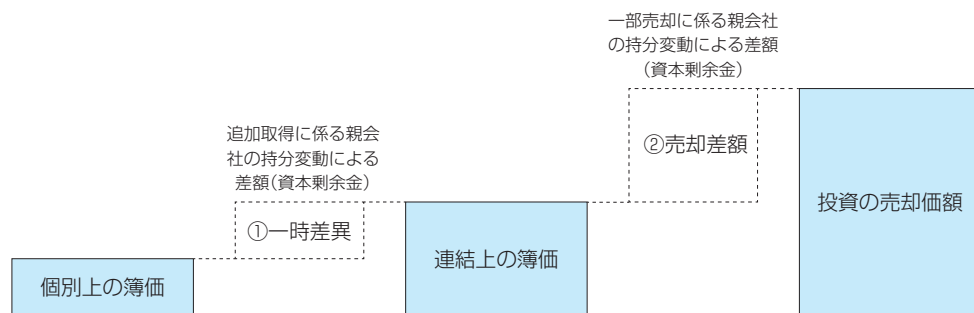 一部売却に係る親会社
の持分変動による差額
（資本剰余金）
追加取得に係る親会
社の持分変動による
差額（資本剰余金）
②売却差額
投資の売却価額
①一時差異
連結上の簿価
個別上の簿価